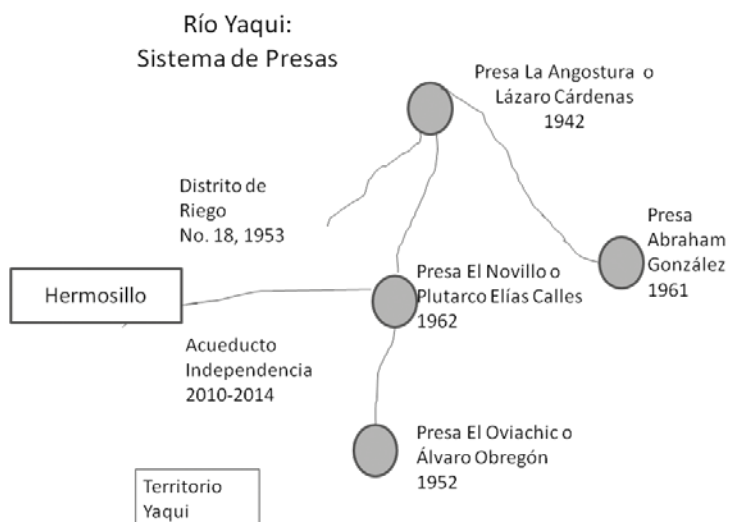 Río Yaqui:
Sistema de Presas
Presa La Angostura o
Lázaro Cárdenas
1942
Distrito de
Riego
No. 18, 1953
Presa
Abraham
González
1961
Hermosillo
Presa El Novillo o
Plutarco Elías Calles
1962
Acueducto
Independencia
2010-2014
Presa El Oviachic o
Álvaro Obregón
1952
Territorio
Yaqui